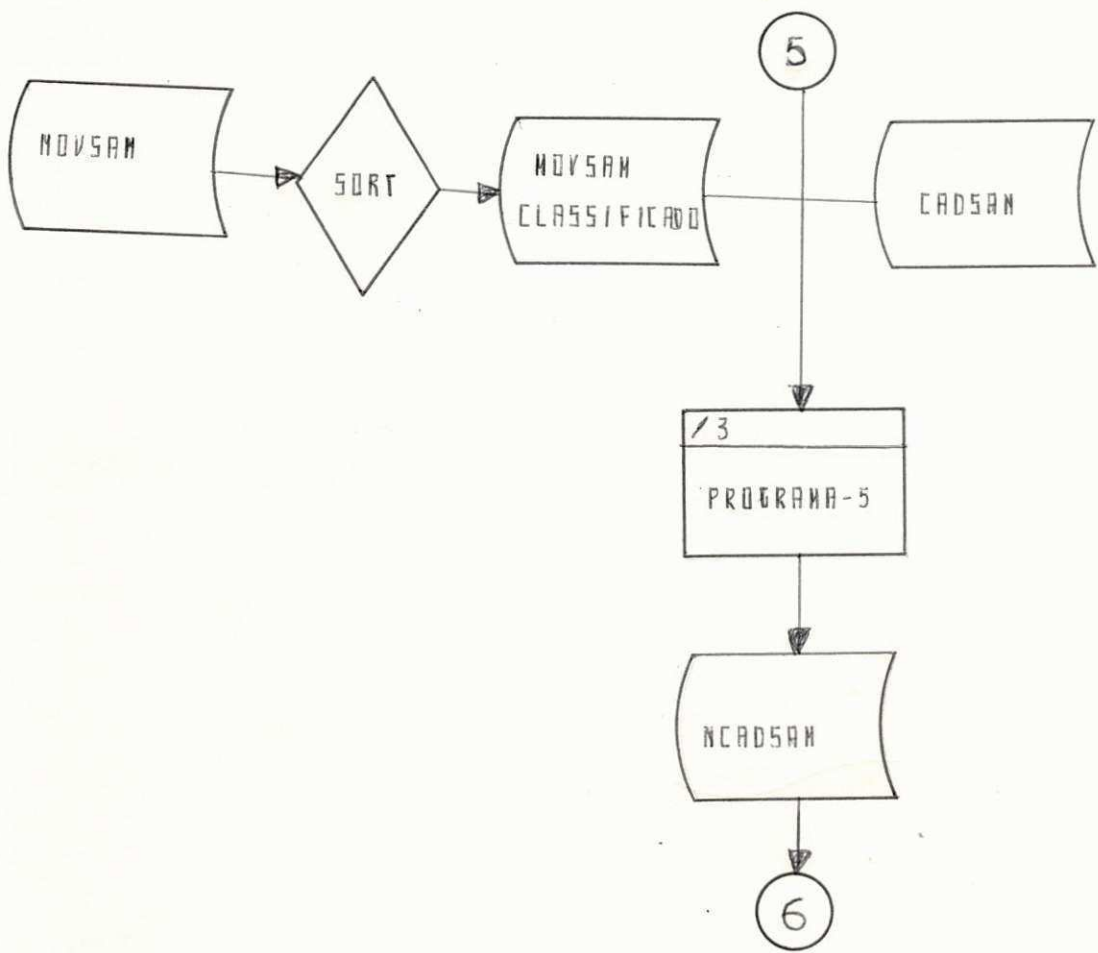 5
MOVSAM
SORT
MOVSAM
CLASSIFICADO
CADSAM
/3
PROGRAMA-5
NCADSAM
6